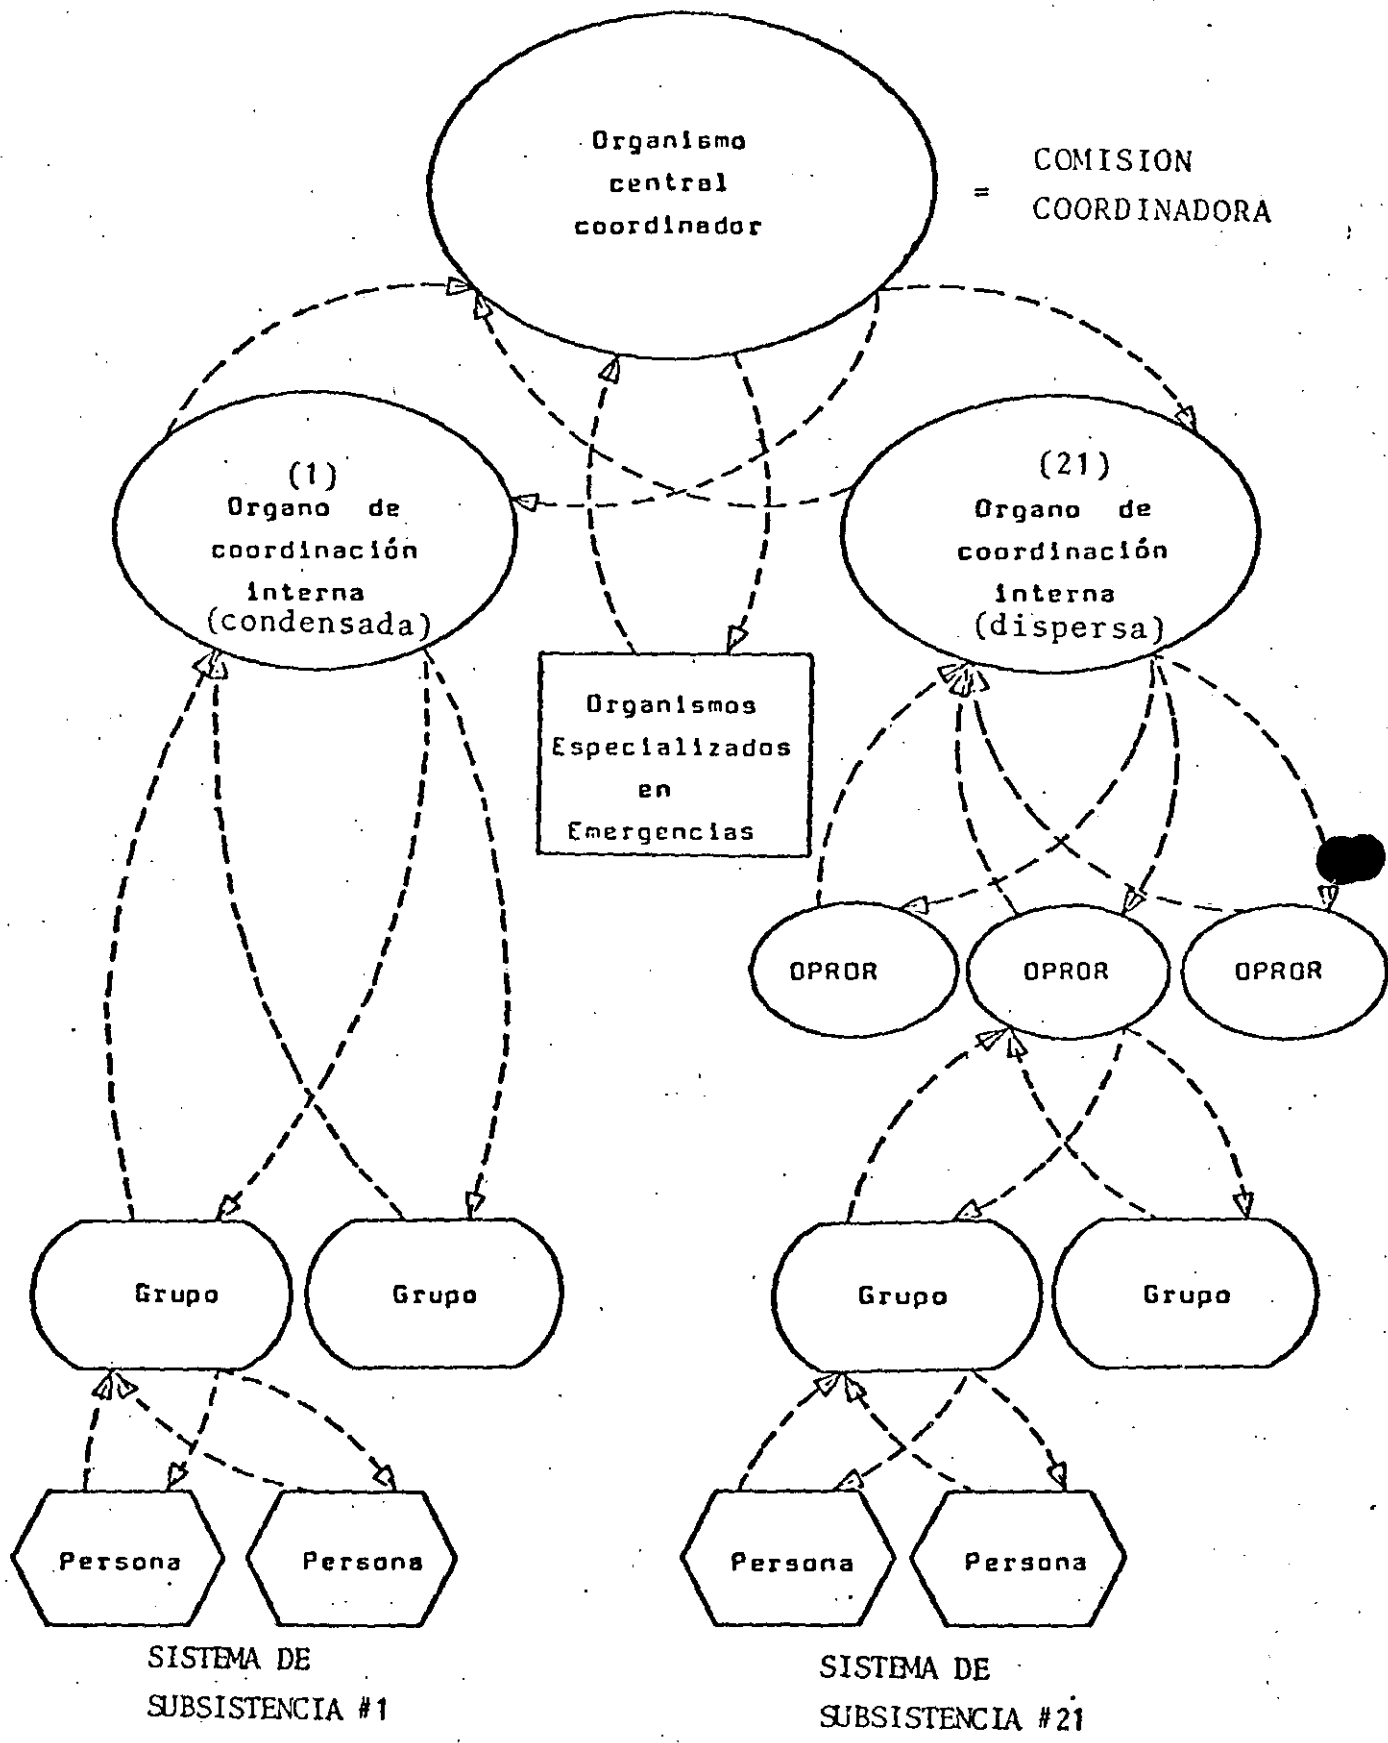 Organismo
central
coordinador
= COMISION
COORDINADORA
(1)
Organo de
coordinación
interna
(condensada)
(21)
Organo de
coordinación
interna
(dispersa)
Organismos
Especializados
en
Emergencias
OPROR
OPROR
OPROR
Grupo
Grupo
Grupo
Grupo
Persona
Persona
Persona
Persona
SISTEMA DE
SUBSISTENCIA #1
SISTEMA DE
SUBSISTENCIA #21